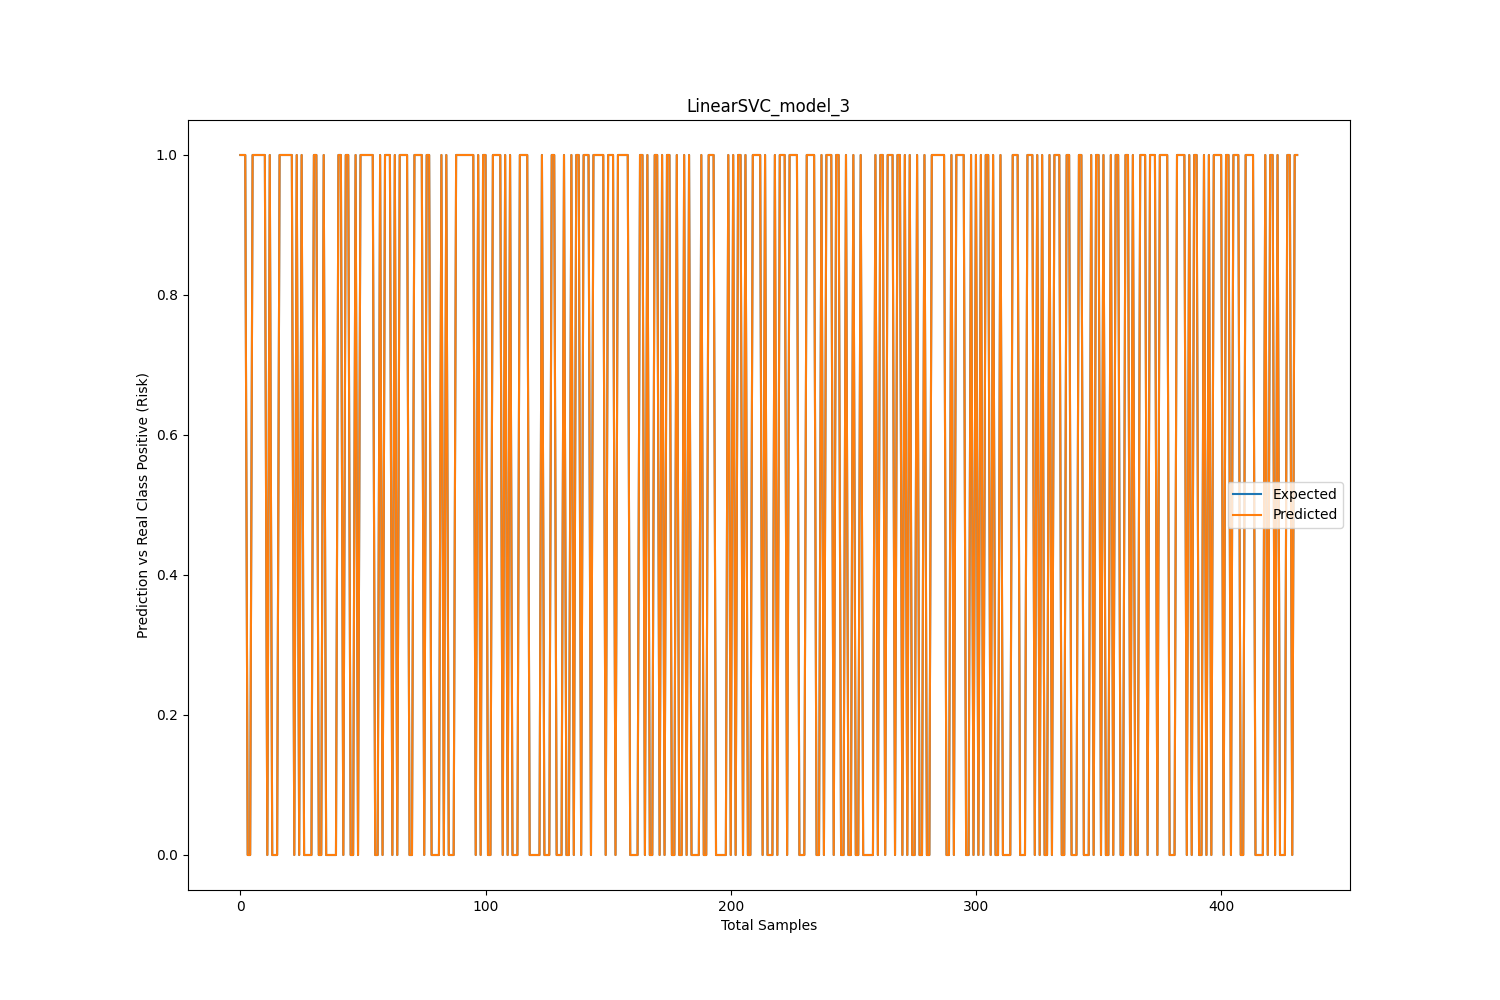 LinearSVC_model_3
1.0
0.8
0.6
0.4
0.2
0.0
Prediction vs Real Class Positive (Risk)
Expected
Predicted
0 100 200 300 400
Total Samples